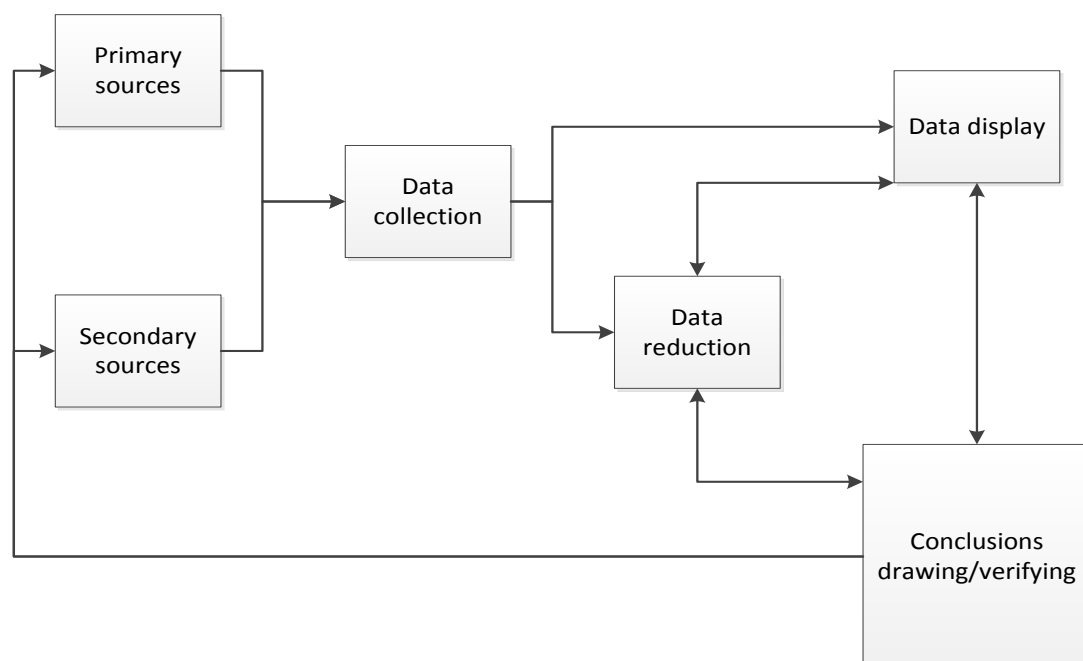 Primary
sources
Data display
Data
collection
Secondary
sources
Data
reduction
Conclusions
drawing/verifying